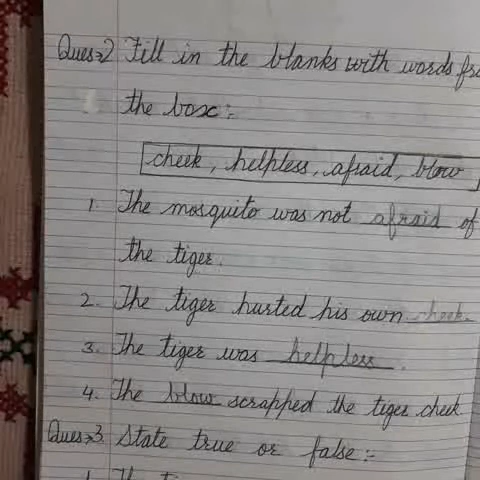 Ques→2 Fill in the blanks with words fr
the box:-
cheek, helpless, afraid, blow
1. The mosquito was not afraid of
the tiger.
2. The tiger hurted his own cheek.
3. The tiger was helpless.
4. The blow scrapped the tiger cheek
Ques→3. State true or false:-